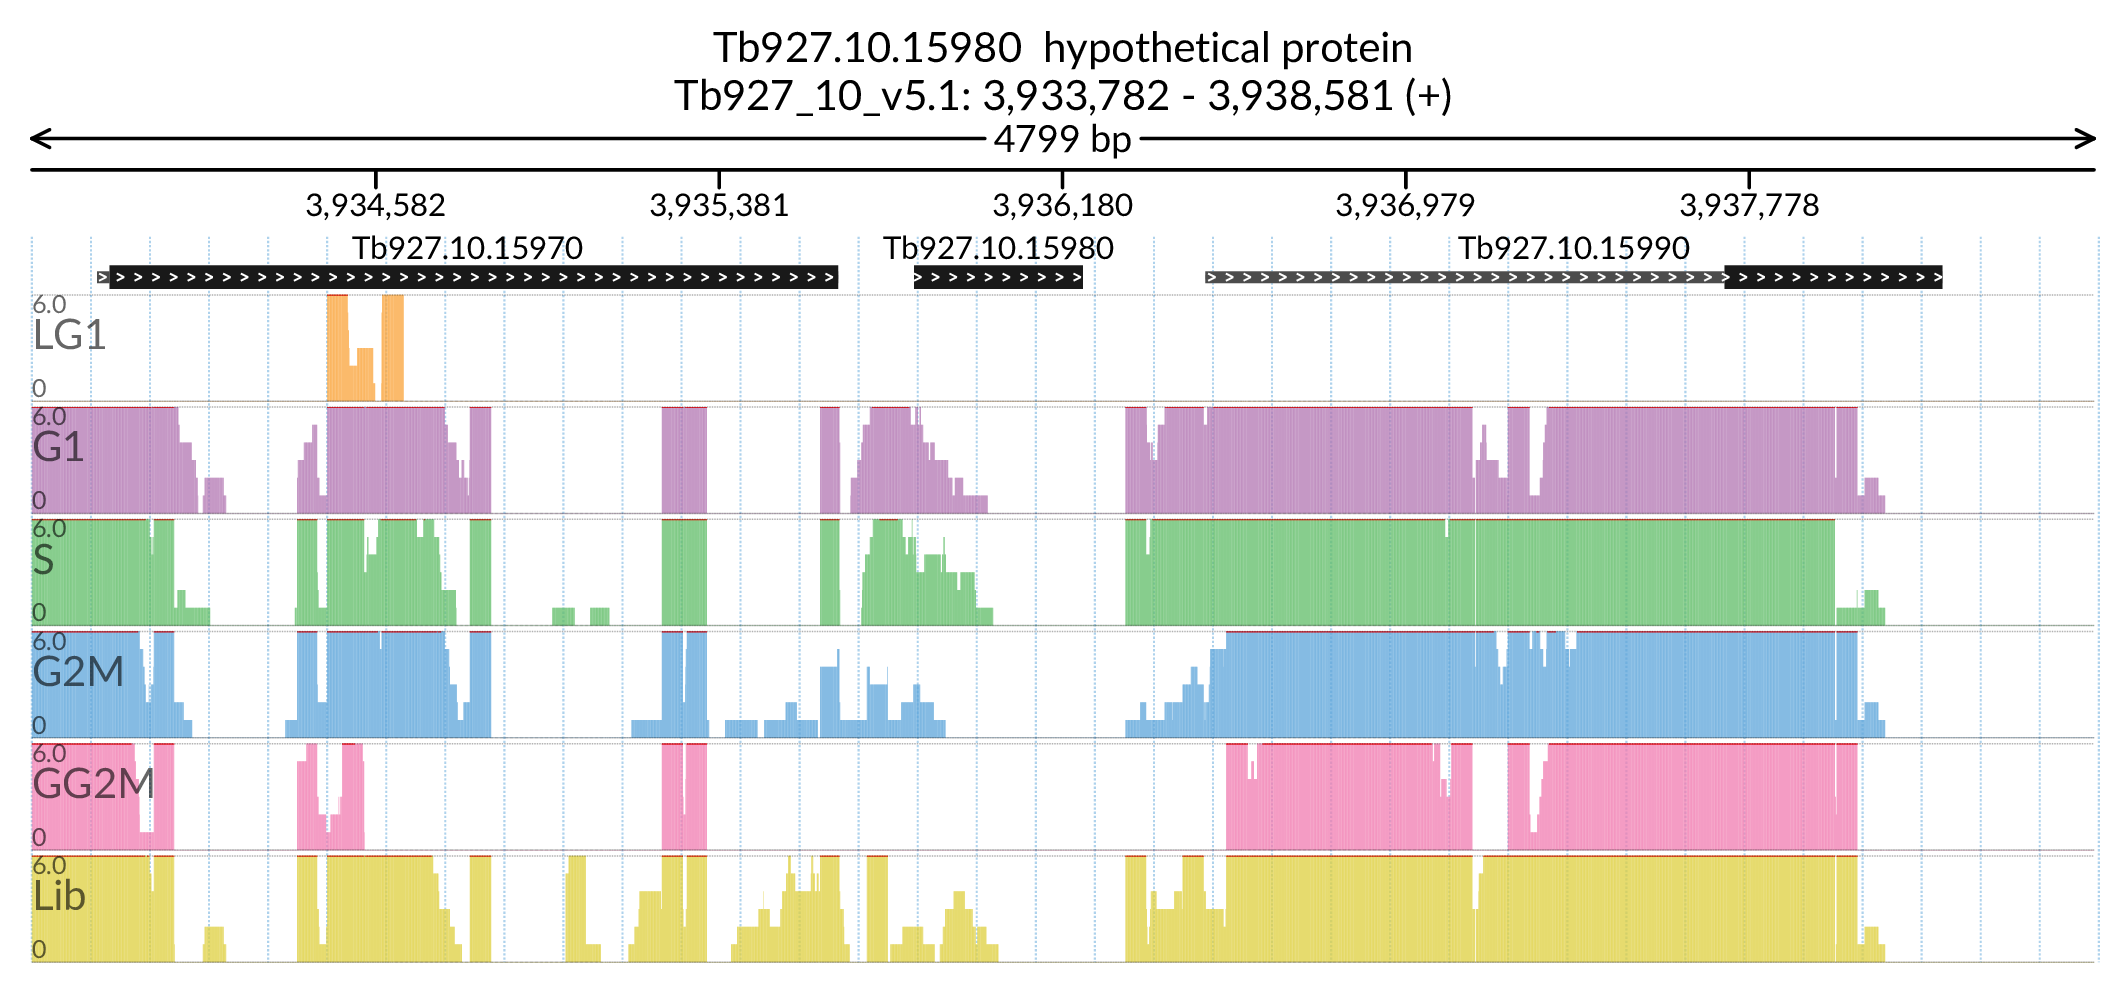 Tb927.10.15980 hypothetical protein
Tb927_10_v5.1: 3,933,782 - 3,938,581 (+)
4799 bp
3,934,582 3,935,381 3,936,180 3,936,979 3,937,778
Tb927.10.15970 Tb927.10.15980 Tb927.10.15990
6.0
LG1
0
6.0
G1
0
6.0
S
0
6.0
G2M
0
6.0
GG2M
0
6.0
Lib
0